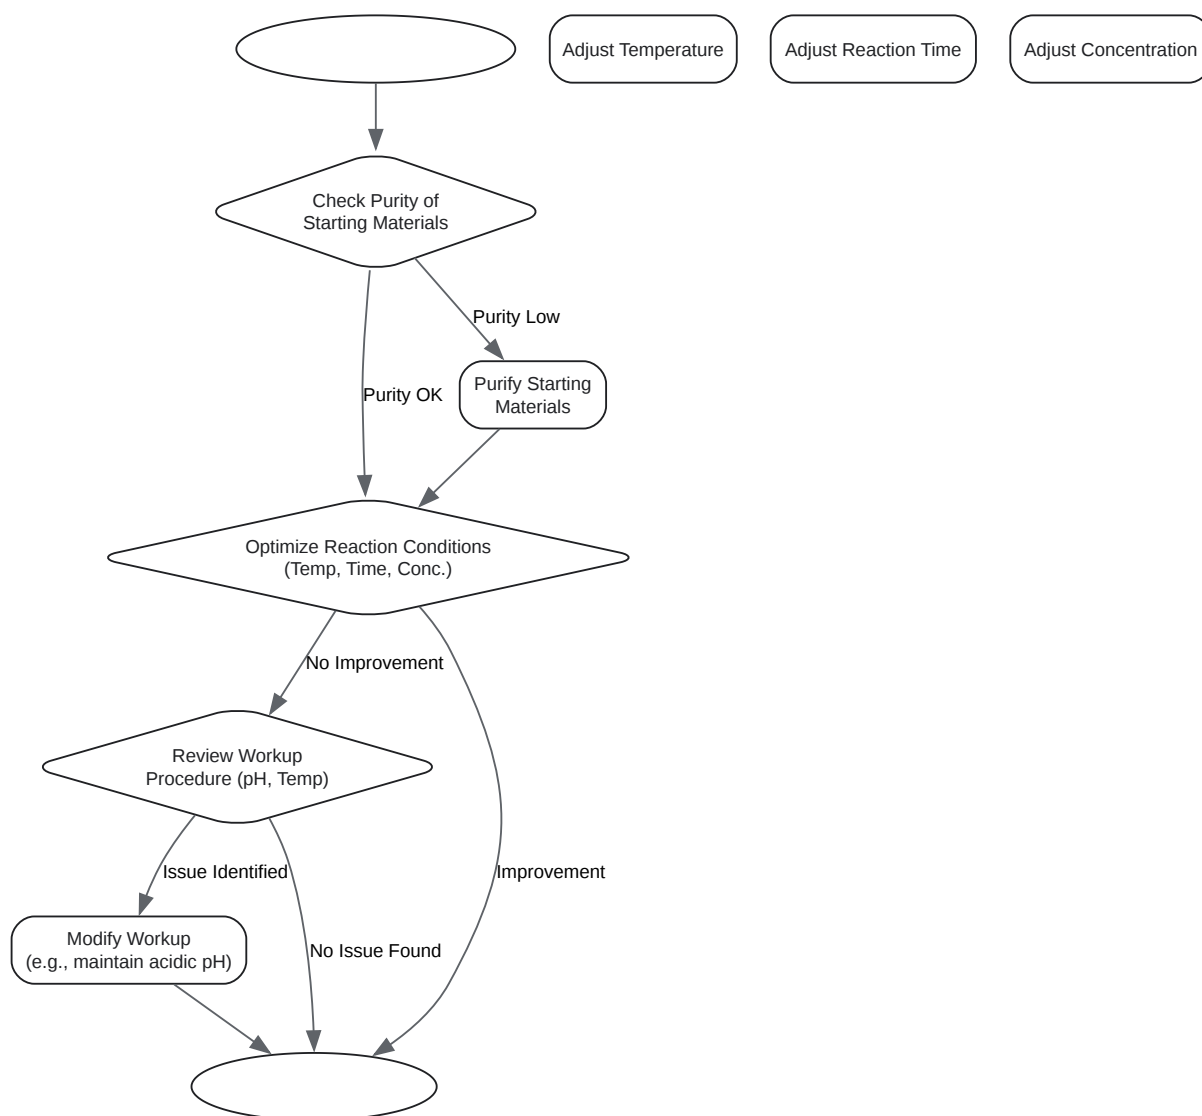 Adjust Temperature
Adjust Reaction Time
Adjust Concentration
Check Purity of
Starting Materials
Purity Low
Purify Starting
Materials
Purity OK
Optimize Reaction Conditions
(Temp, Time, Conc.)
No Improvement
Review Workup
Procedure (pH, Temp)
Issue Identified
Improvement
Modify Workup
(e.g., maintain acidic pH)
No Issue Found